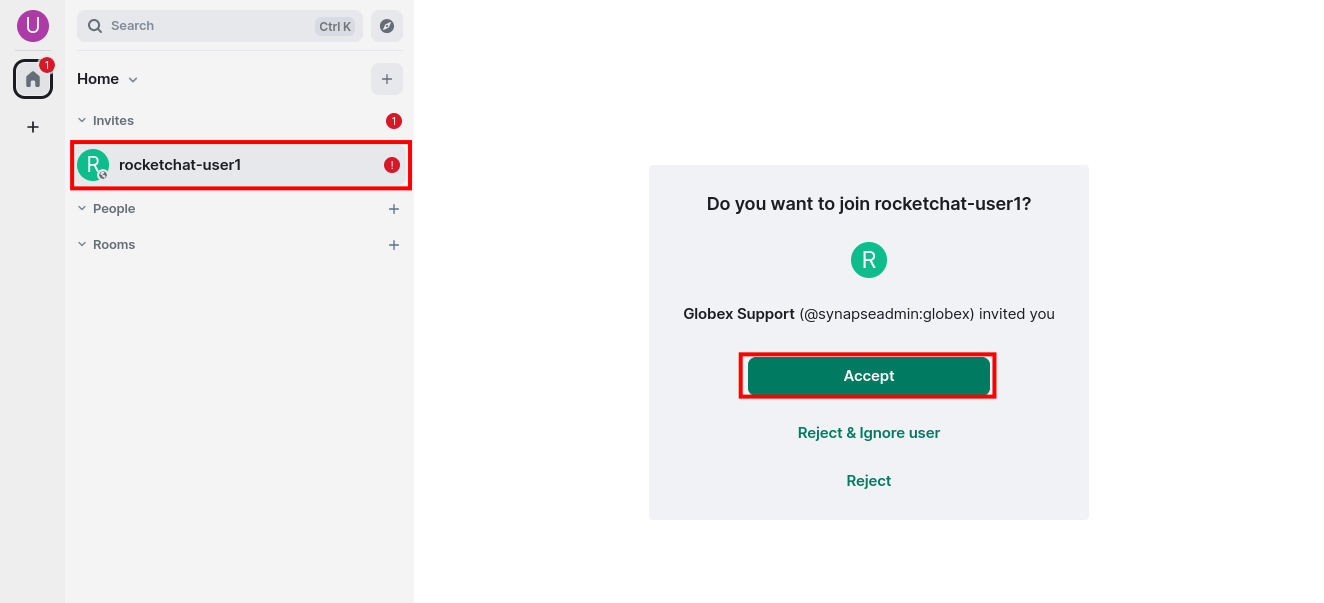 U
Search
Ctrl K
1
Home
Invites
1
R
rocketchat-user1
!
People
Rooms
Do you want to join rocketchat-user1?
R
Globex Support (@synapseadmin:globex) invited you
Accept
Reject & Ignore user
Reject